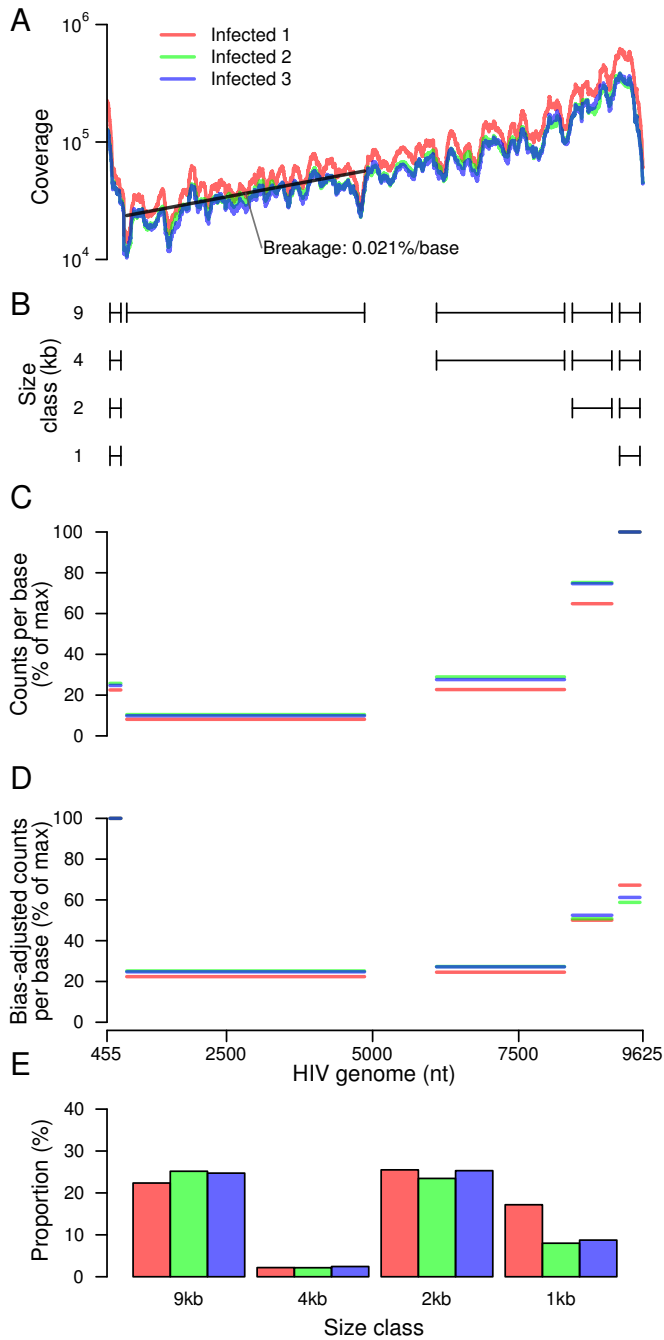 A
Coverage
10^6
10^5
10^4
Infected 1
Infected 2
Infected 3
Breakage: 0.021%/base
B
Size
class (kb)
9
4
2
1
C
Counts per base
(% of max)
100
80
60
40
20
0
D
Bias-adjusted counts
per base (% of max)
100
80
60
40
20
0
455
2500
5000
7500
9625
HIV genome (nt)
E
Proportion (%)
40
30
20
10
0
9kb
4kb
2kb
1kb
Size class